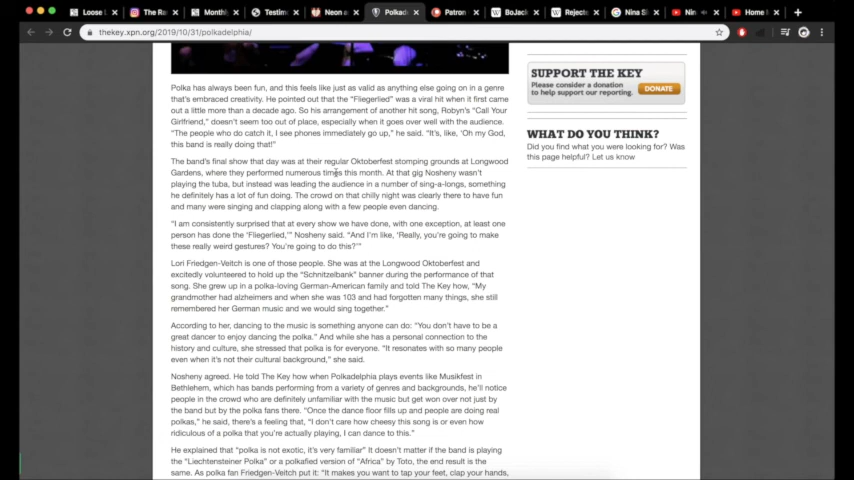 Loose L
The Ra
Monthly
Testimo
Neon a
Polkade
Patron
BoJack
Rejecte
Nina Si
Nin
Home
thekey.xpn.org/2019/10/31/polkadelphia/
Polka has always been fun, and this feels like just as valid as anything else going on in a genre
that's embraced creativity. He pointed out that the “Fliegerlied” was a viral hit when it first came
out a little more than a decade ago. So his arrangement of another hit song, Robyn's “Call Your
Girlfriend,” doesn't seem too out of place, especially when it goes over well with the audience.
“The people who do catch it, I see phones immediately go up,” he said. “It's, like, ‘Oh my God,
this band is really doing that!”
The band's final show that day was at their regular Oktoberfest stomping grounds at Longwood
Gardens, where they performed numerous times this month. At that gig Nosheny wasn't
playing the tuba, but instead was leading the audience in a number of sing-a-longs, something
he definitely has a lot of fun doing. The crowd on that chilly night was clearly there to have fun
and many were singing and clapping along with a few people even dancing.
“I am consistently surprised that at every show we have done, with one exception, at least one
person has done the ‘Fliegerlied,’” Nosheny said. “And I'm like, ‘Really, you're going to make
these really weird gestures? You're going to do this?’”
Lori Friedgen-Veitch is one of those people. She was at the Longwood Oktoberfest and
excitedly volunteered to hold up the “Schnitzelbank” banner during the performance of that
song. She grew up in a polka-loving German-American family and told The Key how, “My
grandmother had alzheimers and when she was 103 and had forgotten many things, she still
remembered her German music and we would sing together.”
According to her, dancing to the music is something anyone can do: “You don't have to be a
great dancer to enjoy dancing the polka.” And while she has a personal connection to the
history and culture, she stressed that polka is for everyone. “It resonates with so many people
even when it's not their cultural background,” she said.
Nosheny agreed. He told The Key how when Polkadelphia plays events like Musikfest in
Bethlehem, which has bands performing from a variety of genres and backgrounds, he'll notice
people in the crowd who are definitely unfamiliar with the music but get won over not just by
the band but by the polka fans there. “Once the dance floor fills up and people are doing real
polkas,” he said, there's a feeling that, “I don't care how cheesy this song is or even how
ridiculous of a polka that you're actually playing, I can dance to this.”
He explained that “polka is not exotic, it's very familiar” It doesn't matter if the band is playing
the “Liechtensteiner Polka” or a polkafied version of “Africa” by Toto, the end result is the
same. As polka fan Friedgen-Veitch put it: “It makes you want to tap your feet, clap your hands,
SUPPORT THE KEY
Please consider a donation
to help support our reporting.
DONATE
WHAT DO YOU THINK?
Did you find what you were looking for? Was
this page helpful? Let us know